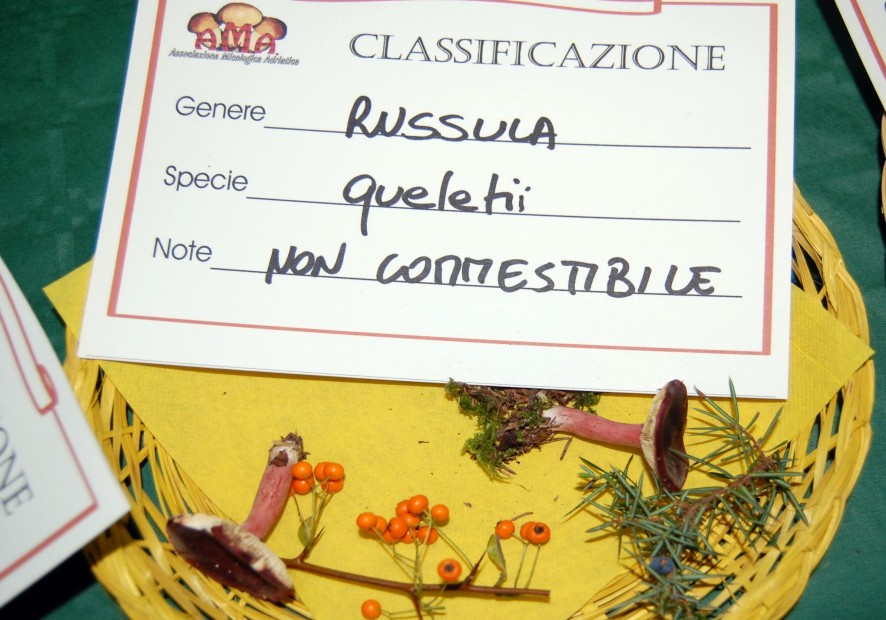 AMA
Associazione Micologica Adriatica
CLASSIFICAZIONE
Genere RUSSULA
Specie queletii
Note NON COMMESTIBILE
ONE